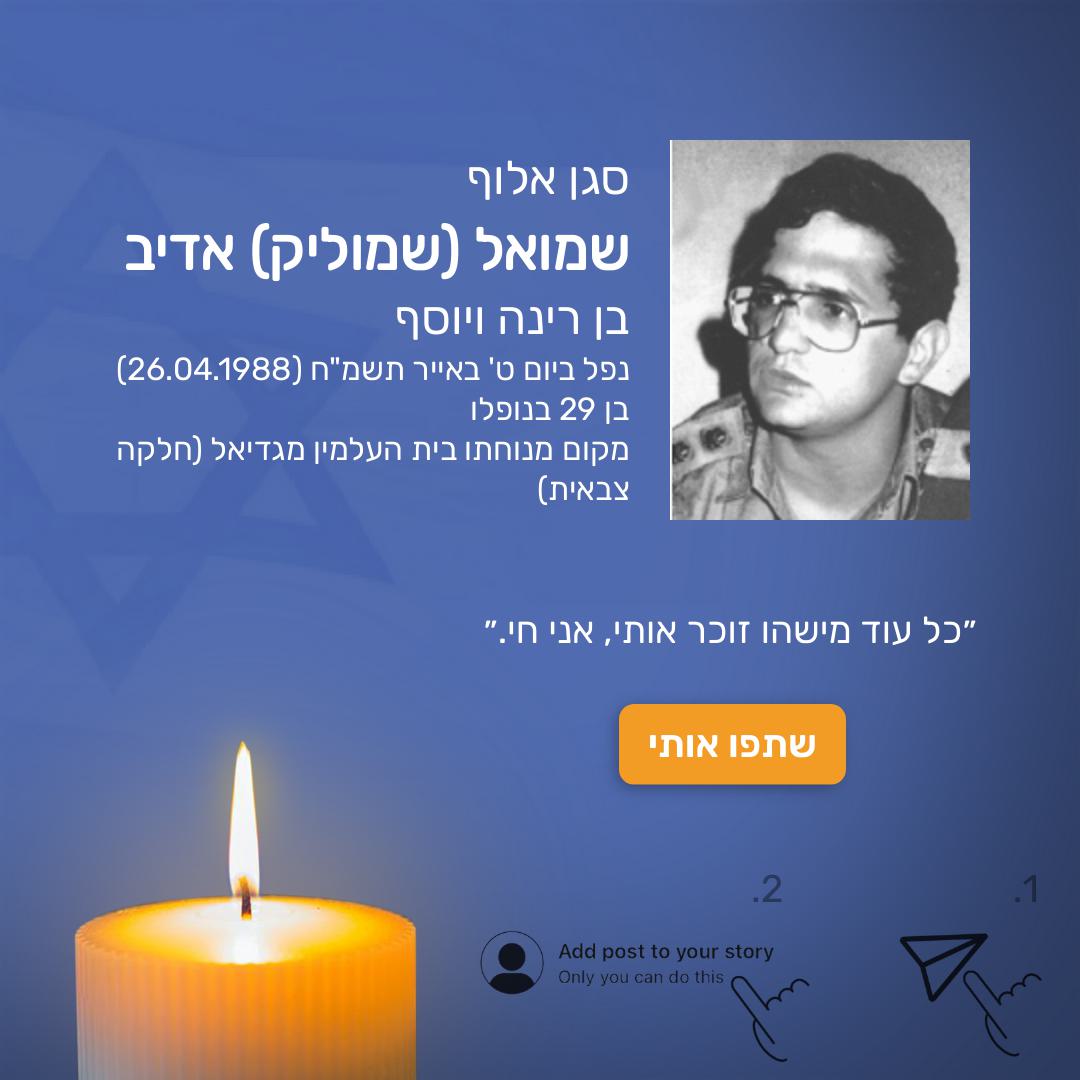 סגן אלוף
שמואל (שמוליק) אדיב
בן רינה ויוסף
נפל ביום ט' באייר תשמ"ח (26.04.1988)
בן 29 בנופלו
מקום מנוחתו בית העלמין מגדיאל (חלקה
צבאית)
״כל עוד מישהו זוכר אותי, אני חי.״
שתפו אותי
.1
.2
Add post to your story
Only you can do this